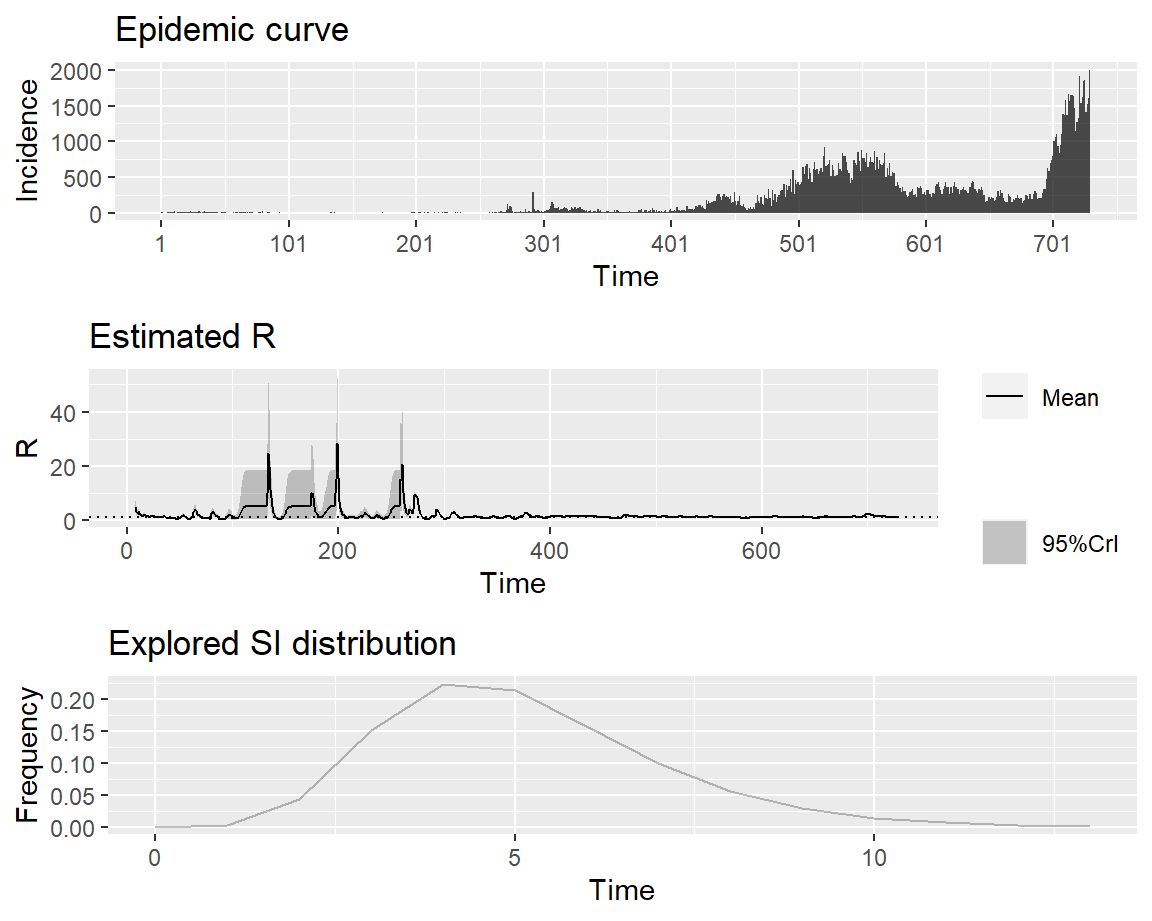 Epidemic curve
2000
1500
1000
500
0
Incidence
1 101 201 301 401 501 601 701
Time
Estimated R
40
20
0
R
0 200 400 600
Time
Mean
95%CrI
Explored SI distribution
0.20
0.15
0.10
0.05
0.00
Frequency
0 5 10
Time